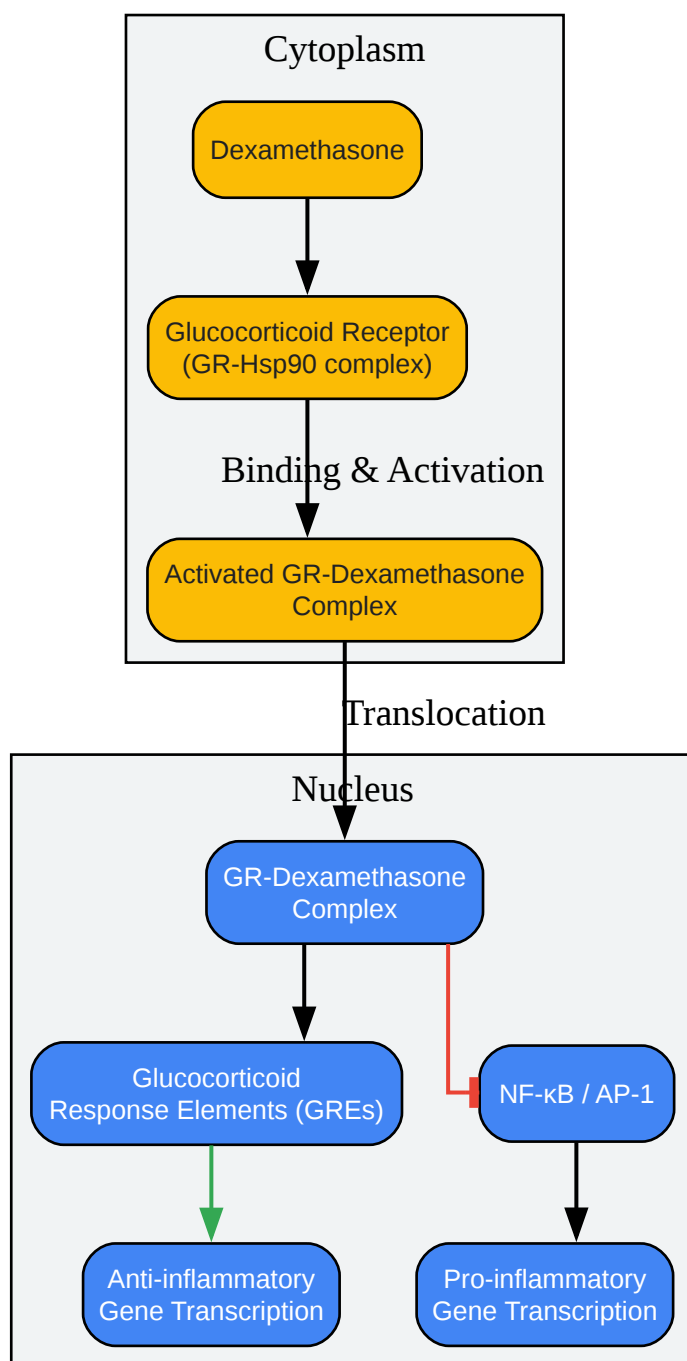 Cytoplasm
Dexamethasone
Glucocorticoid Receptor
(GR-Hsp90 complex)
Binding & Activation
Activated GR-Dexamethasone
Complex
Translocation
Nucleus
GR-Dexamethasone
Complex
Glucocorticoid
Response Elements (GREs)
NF-κB / AP-1
Anti-inflammatory
Gene Transcription
Pro-inflammatory
Gene Transcription